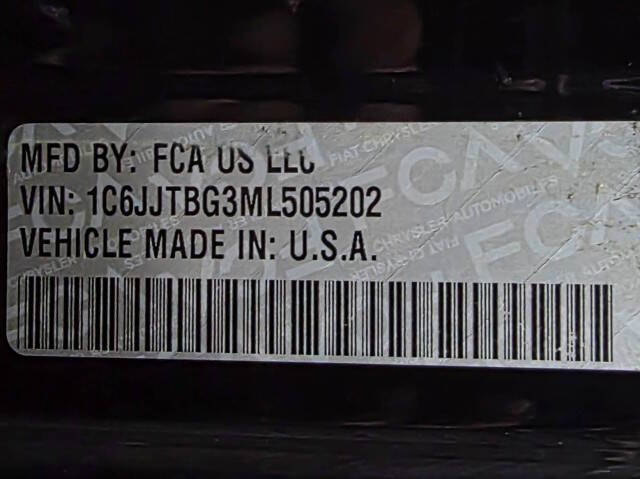 MFD BY: FCA US LLC
VIN: 1C6JJTBG3ML505202
VEHICLE MADE IN: U.S.A.